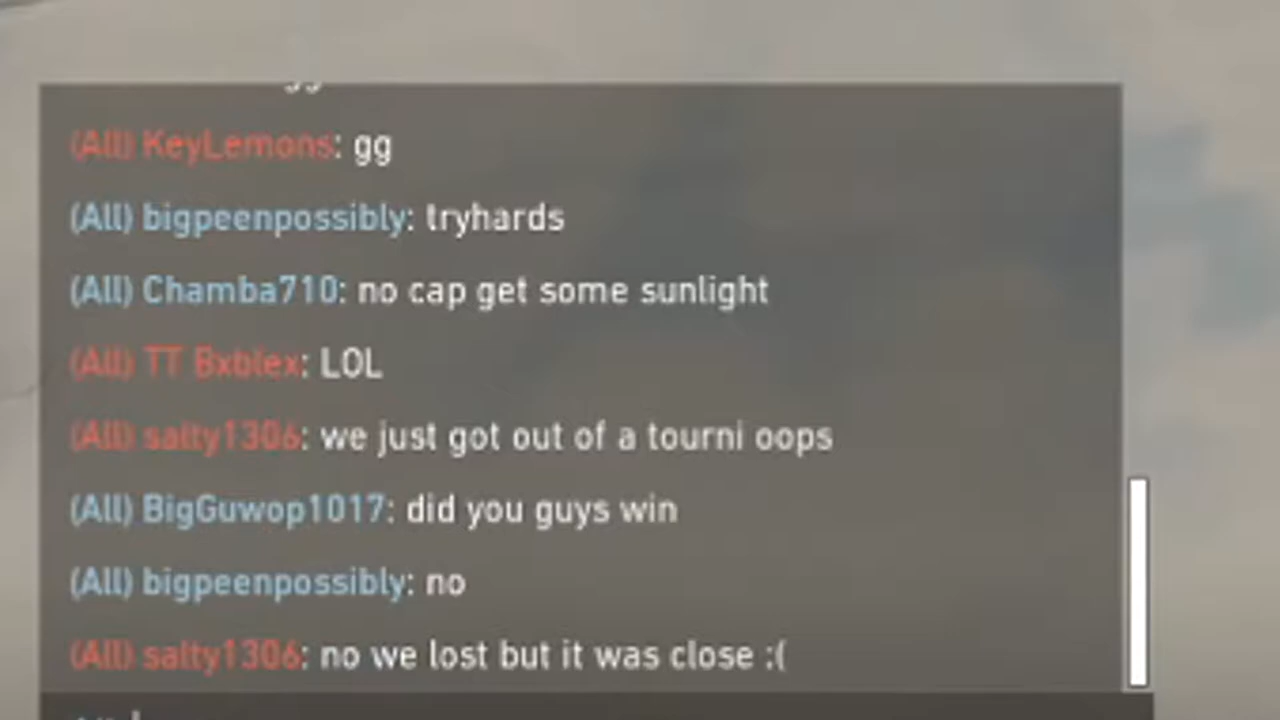 (All) KeyLemons: gg
(All) bigpeenpossibly: tryhards
(All) Chamba710: no cap get some sunlight
(All) TT Bxblex: LOL
(All) salty1306: we just got out of a tourni oops
(All) BigGuwop1017: did you guys win
(All) bigpeenpossibly: no
(All) salty1306: no we lost but it was close :(